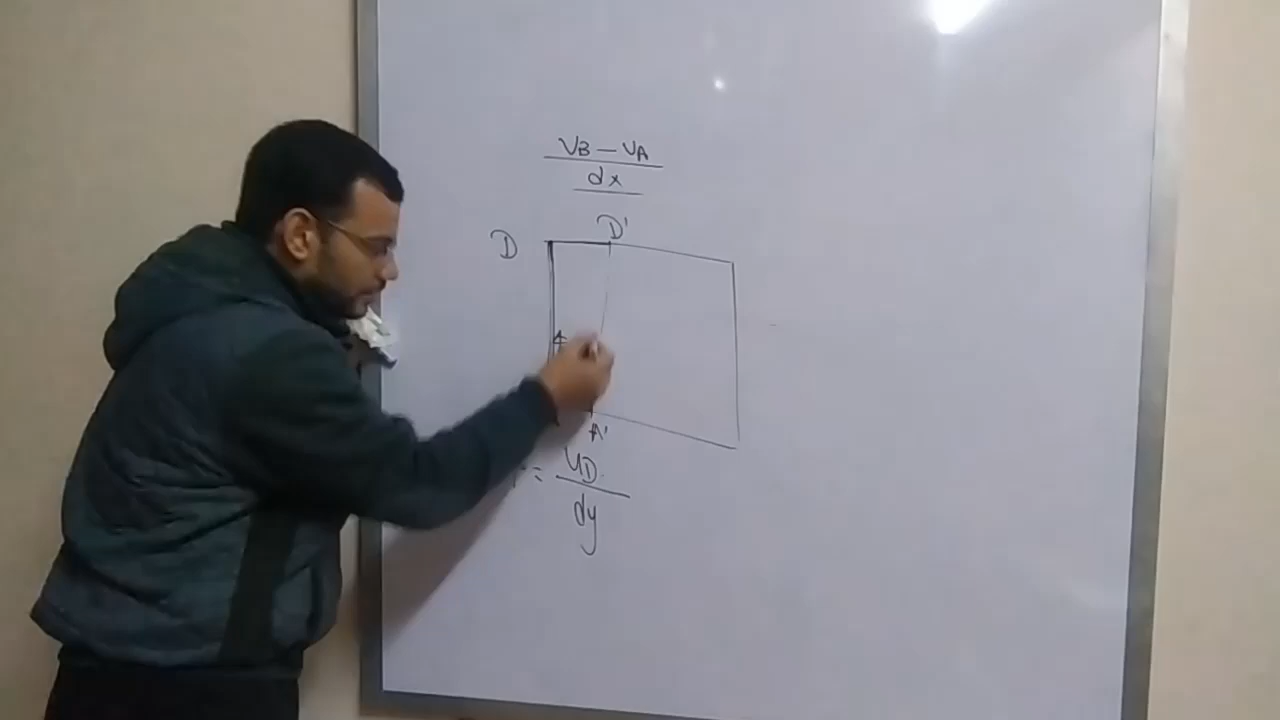 VB - VA
dx
D'
D
A'
= UD
dy